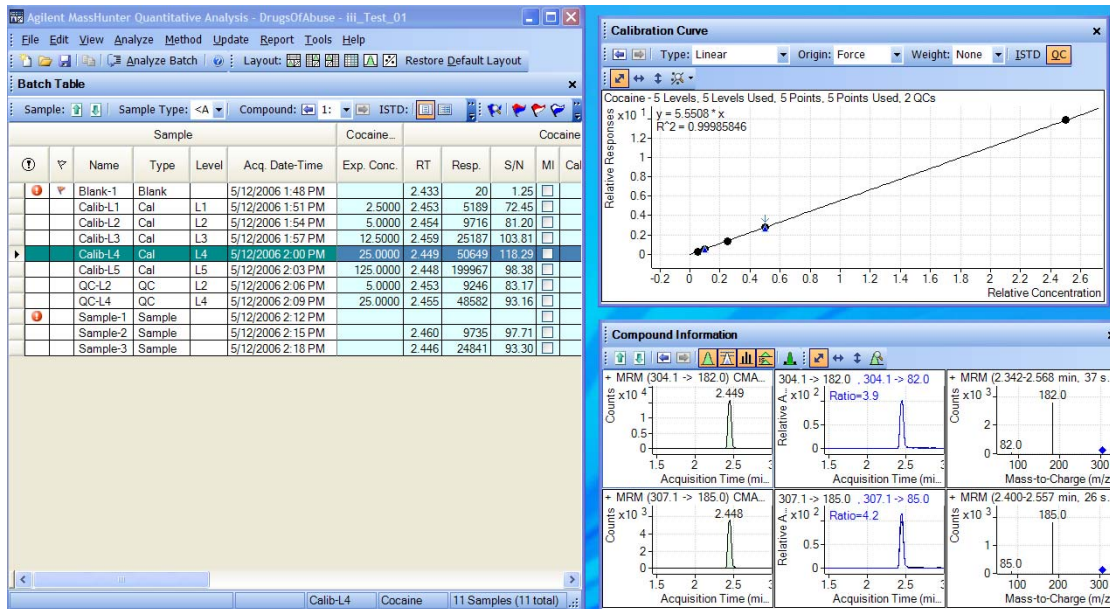 Agilent MassHunter Quantitative Analysis - DrugsOfAbuse - iii_Test_01
File Edit View Analyze Method Update Report Tools Help
Analyze Batch Layout: Restore Default Layout
Batch Table
Sample: Sample Type: <A Compound: 1: ISTD:
Sample Cocaine... Cocaine
Name Type Level Acq. Date-Time Exp. Conc. RT Resp. S/N MI Cal
Blank-1 Blank 5/12/2006 1:48 PM 2.433 20 1.25
Calib-L1 Cal L1 5/12/2006 1:51 PM 2.5000 2.453 5189 72.45
Calib-L2 Cal L2 5/12/2006 1:54 PM 5.0000 2.454 9716 81.20
Calib-L3 Cal L3 5/12/2006 1:57 PM 12.5000 2.459 25187 103.81
Calib-L4 Cal L4 5/12/2006 2:00 PM 25.0000 2.449 50649 118.29
Calib-L5 Cal L5 5/12/2006 2:03 PM 125.0000 2.448 199967 98.38
QC-L2 QC L2 5/12/2006 2:06 PM 5.0000 2.453 9246 83.17
QC-L4 QC L4 5/12/2006 2:09 PM 25.0000 2.455 48582 93.16
Sample-1 Sample 5/12/2006 2:12 PM
Sample-2 Sample 5/12/2006 2:15 PM 2.460 9735 97.71
Sample-3 Sample 5/12/2006 2:18 PM 2.446 24841 93.30
Calib-L4 Cocaine 11 Samples (11 total)
Calibration Curve
Type: Linear Origin: Force Weight: None ISTD QC
Cocaine - 5 Levels, 5 Levels Used, 5 Points, 5 Points Used, 2 QCs
x10 1
y = 5.5508 * x
R^2 = 0.99985846
Relative Responses
1.2
1
0.8
0.6
0.4
0.2
0
-0.2 0 0.2 0.4 0.6 0.8 1 1.2 1.4 1.6 1.8 2 2.2 2.4 2.6
Relative Concentration
Compound Information
+ MRM (304.1 -> 182.0) CMA...
Counts
x10 4
2.449
1
0.5
0
1.5 2 2.5 3
Acquisition Time (mi...
304.1 -> 182.0 , 304.1 -> 82.0
Relative A...
x10 2
Ratio=3.9
0.5
0
1.5 2 2.5 3
Acquisition Time (mi...
+ MRM (2.342-2.568 min, 37 s...
Counts
x10 3
182.0
2
0
82.0
100 200 300
Mass-to-Charge (m/z
+ MRM (307.1 -> 185.0) CMA...
Counts
x10 3
2.448
4
2
0
1.5 2 2.5 3
Acquisition Time (mi...
307.1 -> 185.0 , 307.1 -> 85.0
Relative A...
x10 2
Ratio=4.2
0.5
0
1.5 2 2.5 3
Acquisition Time (mi...
+ MRM (2.400-2.557 min, 26 s...
Counts
x10 3
185.0
1
0
85.0
100 200 300
Mass-to-Charge (m/z